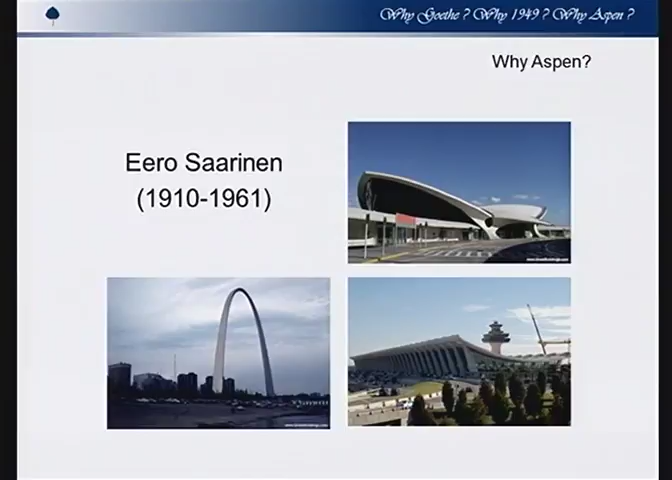 Why Goethe ? Why 1949 ? Why Aspen ?
Why Aspen?
Eero Saarinen
(1910-1961)